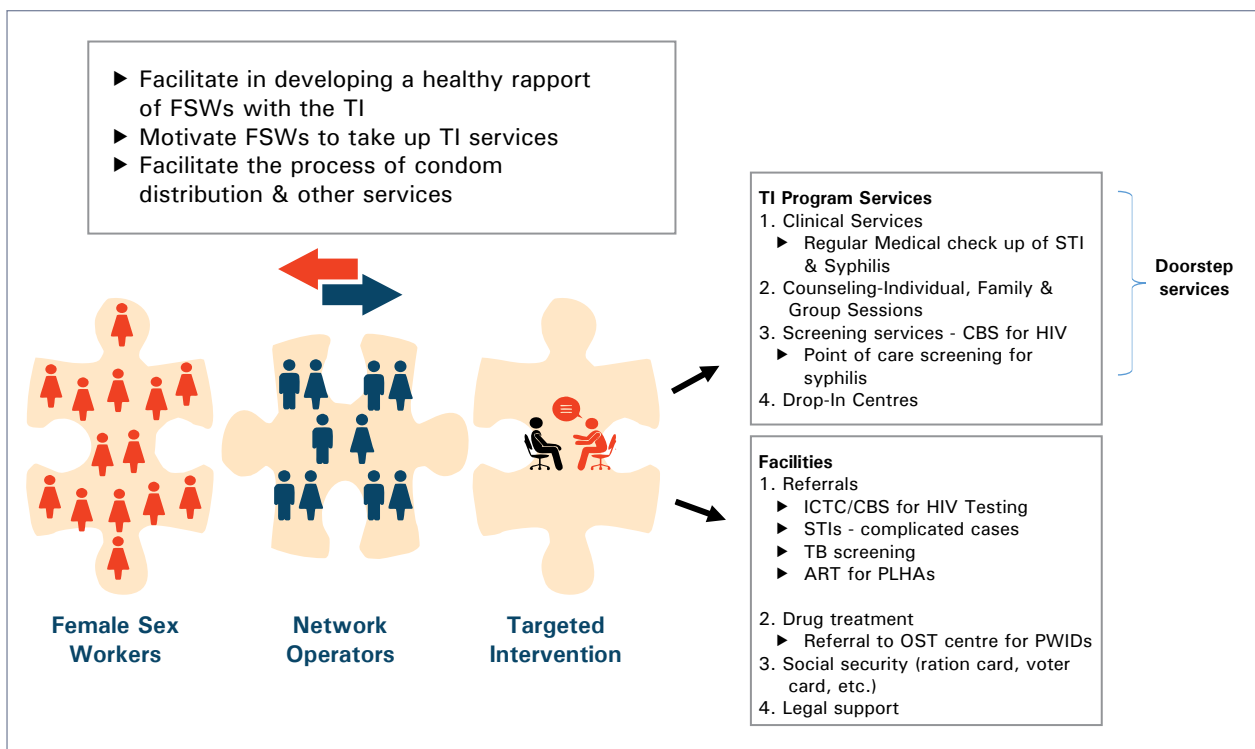 ▶ Facilitate in developing a healthy rapport
of FSWs with the TI
▶ Motivate FSWs to take up TI services
▶ Facilitate the process of condom
distribution & other services
Female Sex
Workers
Network
Operators
Targeted
Intervention
TI Program Services
1. Clinical Services
▶ Regular Medical check up of STI
& Syphilis
2. Counseling-Individual, Family &
Group Sessions
3. Screening services - CBS for HIV
▶ Point of care screening for
syphilis
4. Drop-In Centres
Doorstep
services
Facilities
1. Referrals
▶ ICTC/CBS for HIV Testing
▶ STIs - complicated cases
▶ TB screening
▶ ART for PLHAs
2. Drug treatment
▶ Referral to OST centre for PWIDs
3. Social security (ration card, voter
card, etc.)
4. Legal support